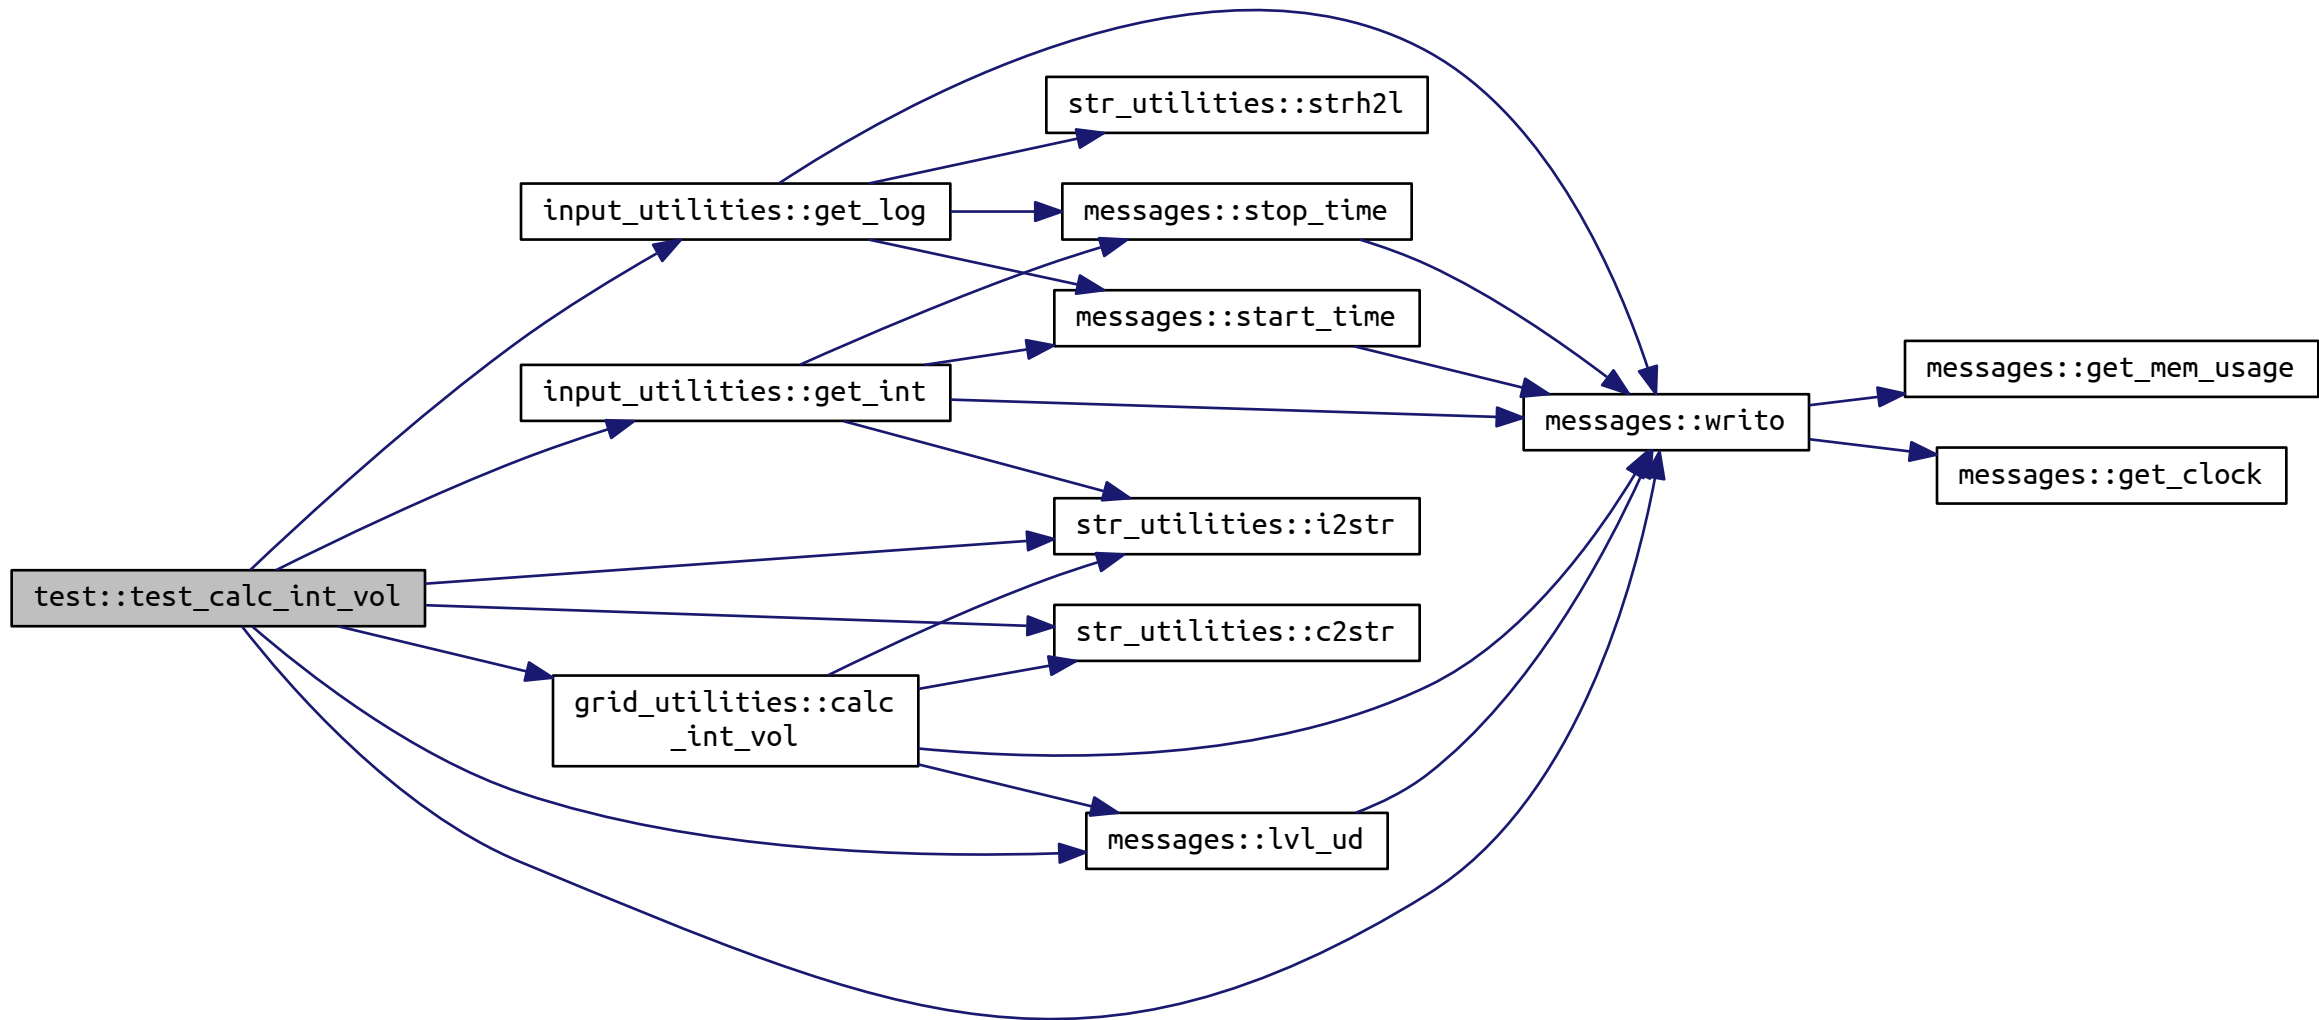 test::test_calc_int_vol
input_utilities::get_log
input_utilities::get_int
grid_utilities::calc
_int_vol
str_utilities::strh2l
messages::stop_time
messages::start_time
str_utilities::i2str
str_utilities::c2str
messages::lvl_ud
messages::writo
messages::get_mem_usage
messages::get_clock